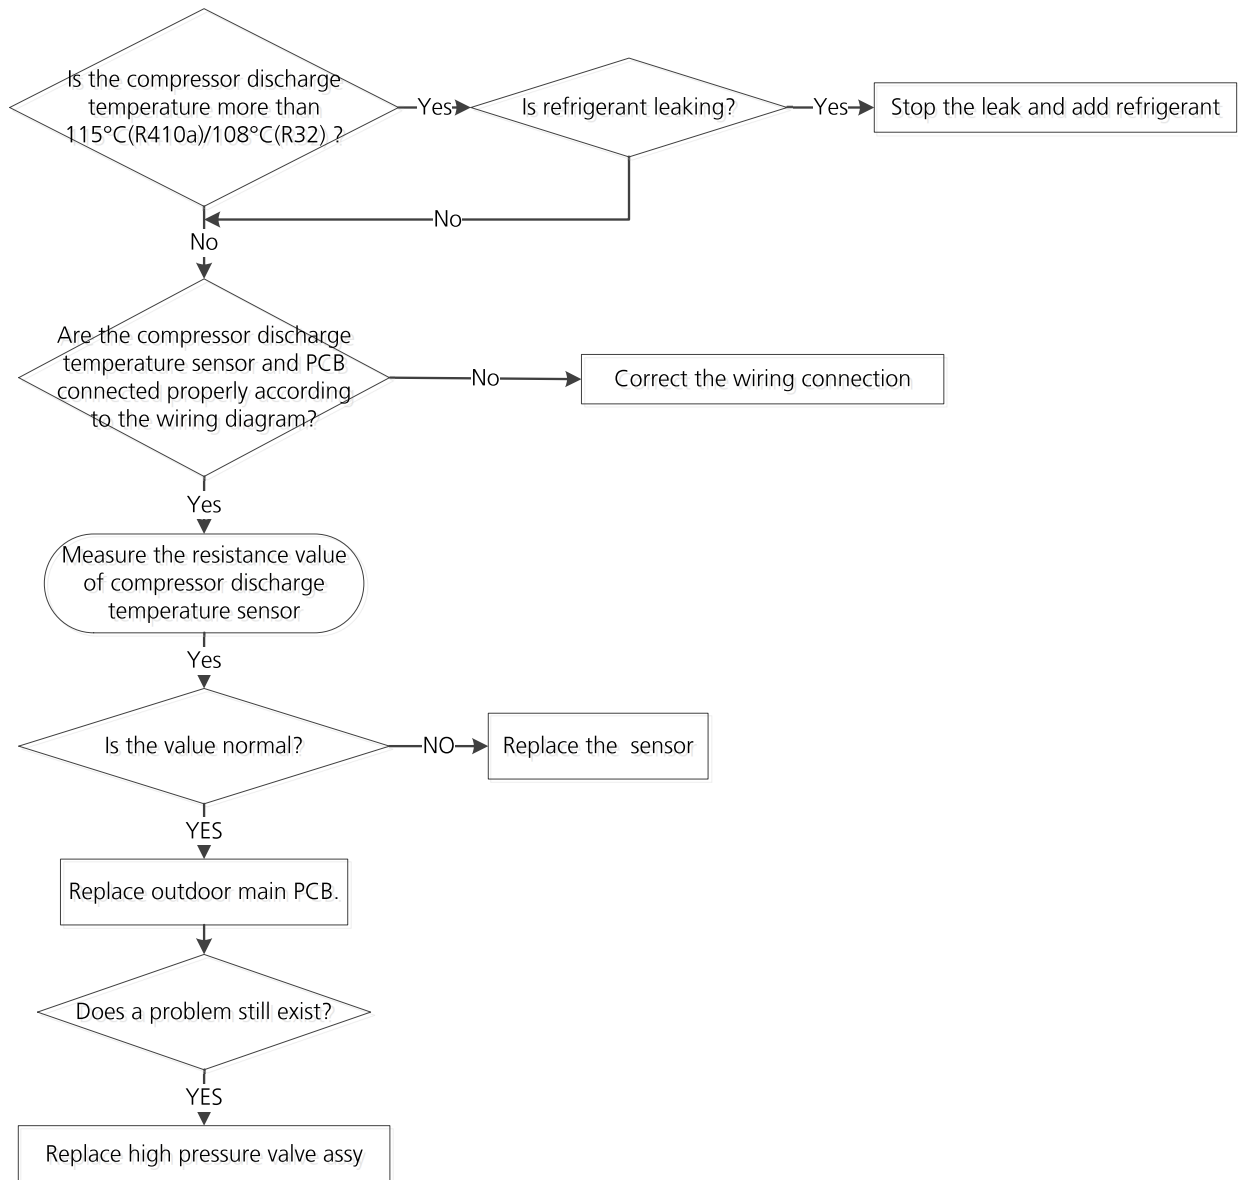 Is the compressor discharge
temperature more than
115°C(R410a)/108°C(R32) ?
Yes
Is refrigerant leaking?
Yes
Stop the leak and add refrigerant
No
No
Are the compressor discharge
temperature sensor and PCB
connected properly according
to the wiring diagram?
No
Correct the wiring connection
Yes
Measure the resistance value
of compressor discharge
temperature sensor
Yes
Is the value normal?
NO
Replace the  sensor
YES
Replace outdoor main PCB.
Does a problem still exist?
YES
Replace high pressure valve assy